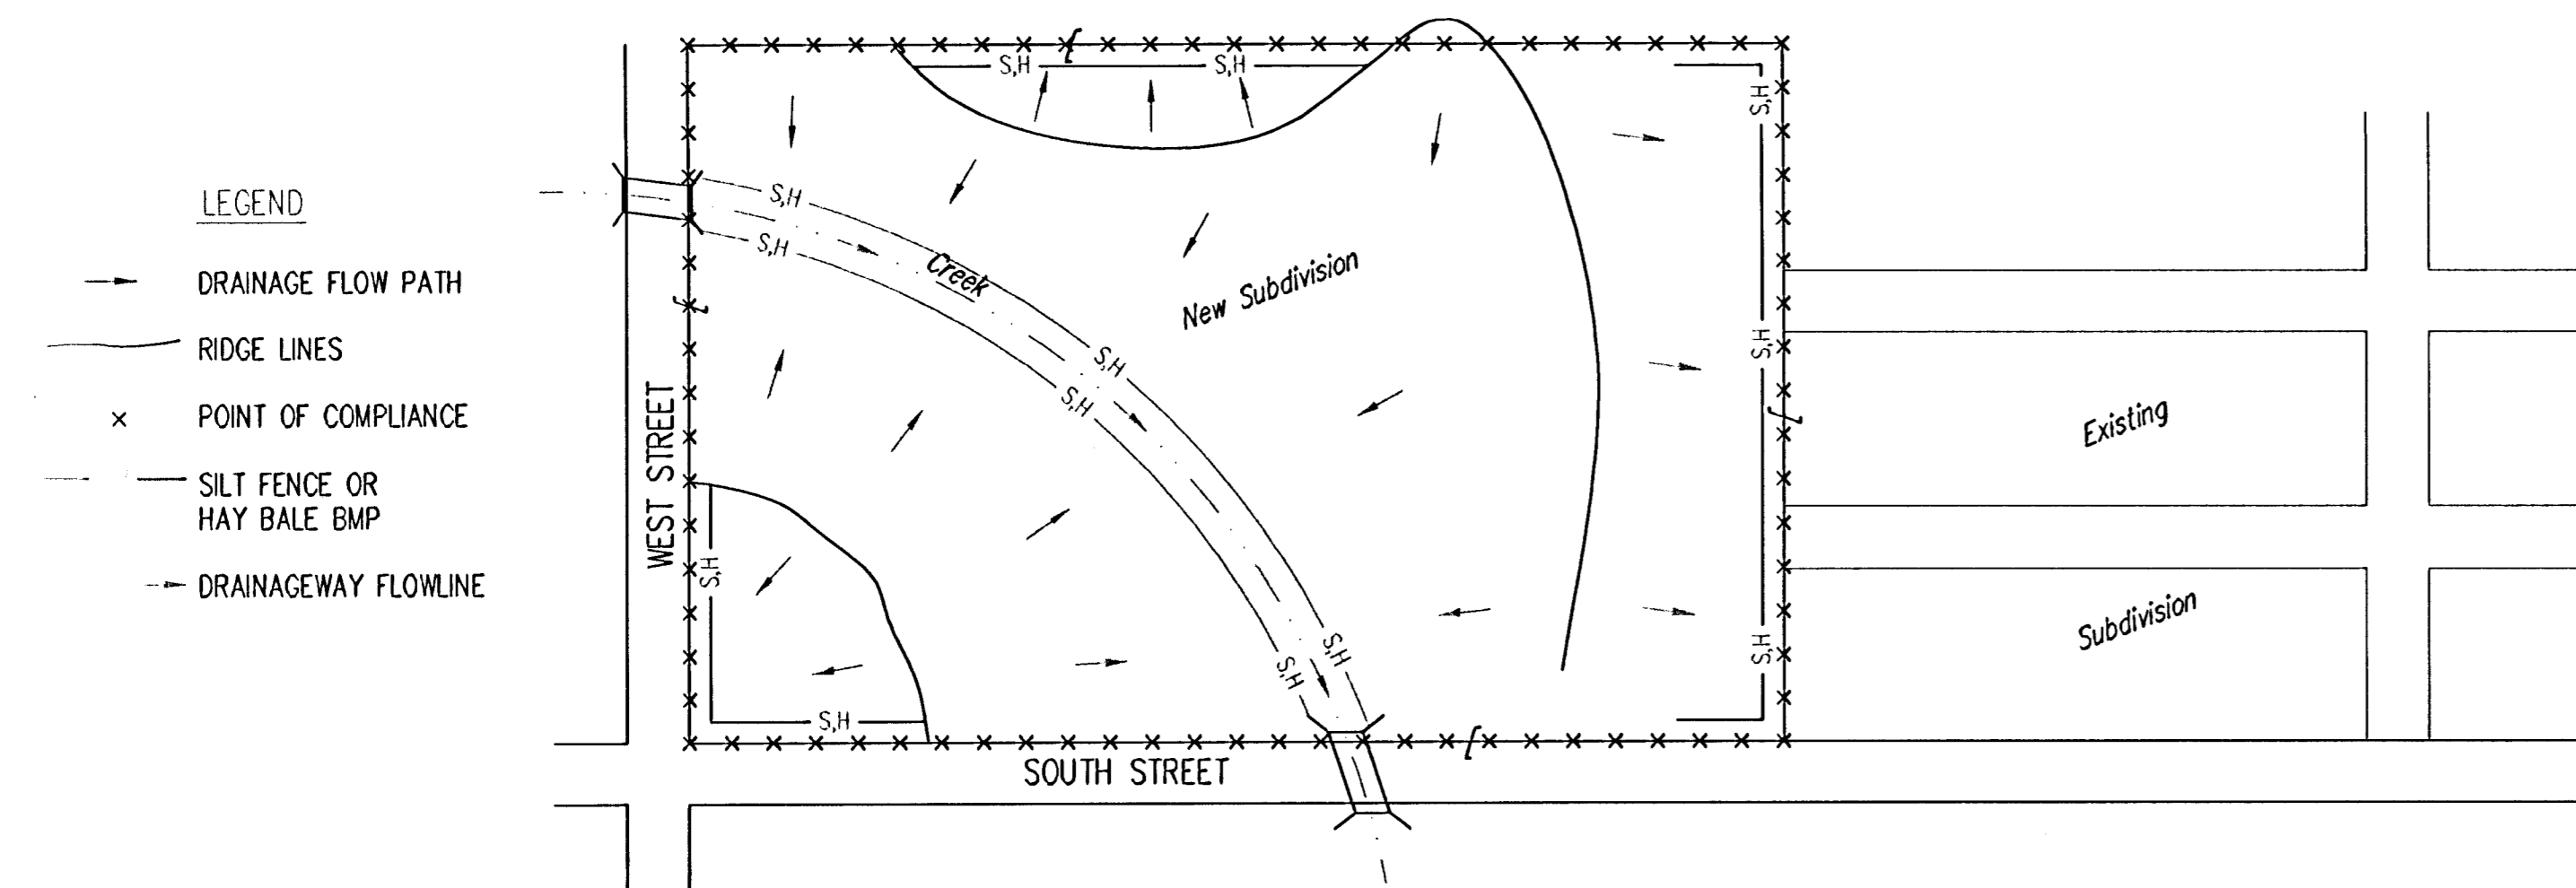 LEGEND
DRAINAGE FLOW PATH
RIDGE LINES
POINT OF COMPLIANCE
SILT FENCE OR
HAY BALE BMP
DRAINAGEWAY FLOWLINE
S,H
S,H
S,H
S,H
Creek
New Subdivision
S,H
S,H
S,H
S,H
WEST STREET
S,H
S,H
S,H
S,H
S,H
SOUTH STREET
Existing
Subdivision